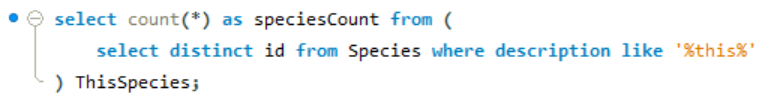 select count(*) as speciesCount from (
select distinct id from Species where description like '%this%'
) ThisSpecies;